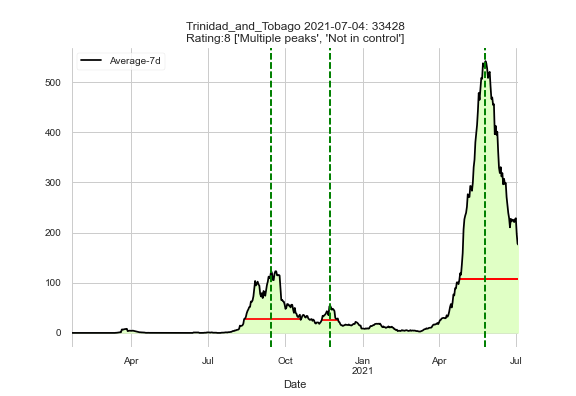 Trinidad_and_Tobago 2021-07-04: 33428
Rating:8 ['Multiple peaks', 'Not in control']
Average-7d
500
400
300
200
100
0
Apr
Jul
Oct
Jan
2021
Apr
Jul
Date